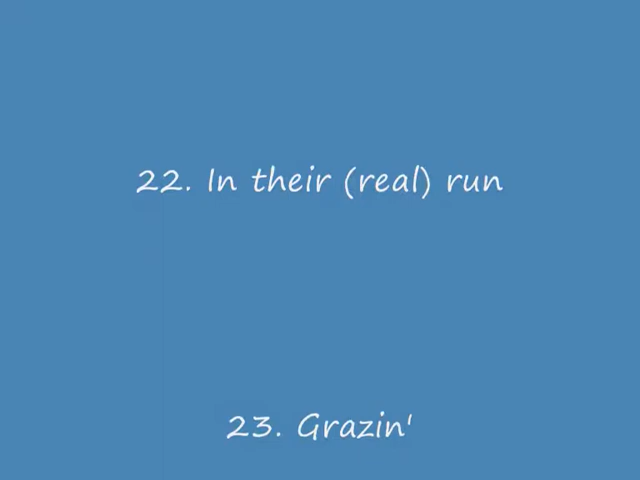 22. In their (real) run
23. Grazin'